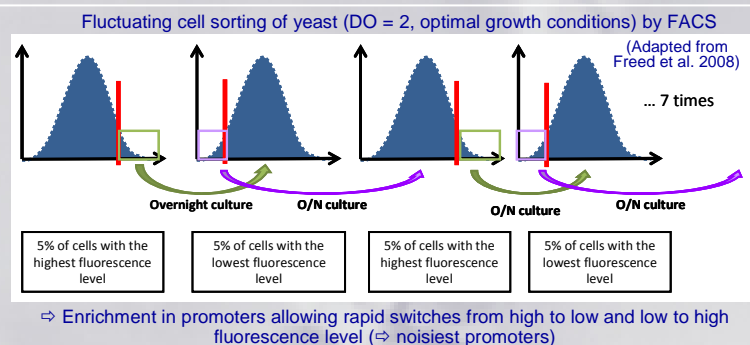 Fluctuating cell sorting of yeast (DO = 2, optimal growth conditions) by FACS
(Adapted from
Freed et al. 2008)
... 7 times
Overnight culture
O/N culture
O/N culture
O/N culture
5% of cells with the
highest fluorescence
level
5% of cells with the
lowest fluorescence
level
5% of cells with the
highest fluorescence
level
5% of cells with the
lowest fluorescence
level
⇨ Enrichment in promoters allowing rapid switches from high to low and low to high
fluorescence level (⇨ noisiest promoters)